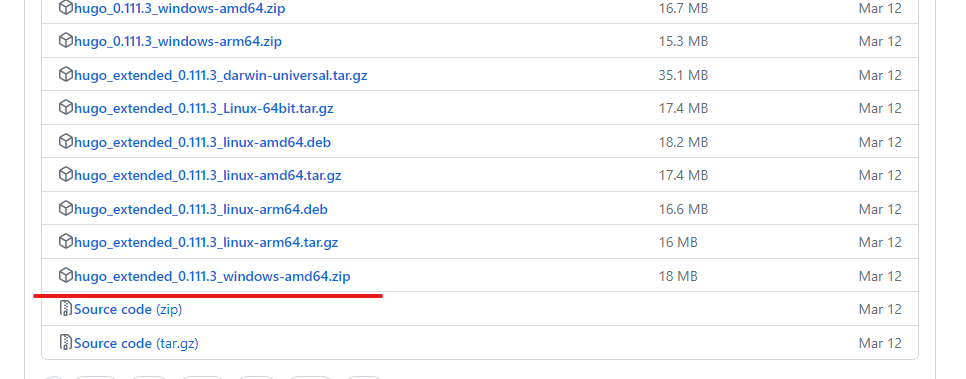 hugo_0.111.3_windows-amd64.zip 16.7 MB Mar 12
hugo_0.111.3_windows-arm64.zip 15.3 MB Mar 12
hugo_extended_0.111.3_darwin-universal.tar.gz 35.1 MB Mar 12
hugo_extended_0.111.3_Linux-64bit.tar.gz 17.4 MB Mar 12
hugo_extended_0.111.3_linux-amd64.deb 18.2 MB Mar 12
hugo_extended_0.111.3_linux-amd64.tar.gz 17.4 MB Mar 12
hugo_extended_0.111.3_linux-arm64.deb 16.6 MB Mar 12
hugo_extended_0.111.3_linux-arm64.tar.gz 16 MB Mar 12
hugo_extended_0.111.3_windows-amd64.zip 18 MB Mar 12
Source code (zip) Mar 12
Source code (tar.gz) Mar 12